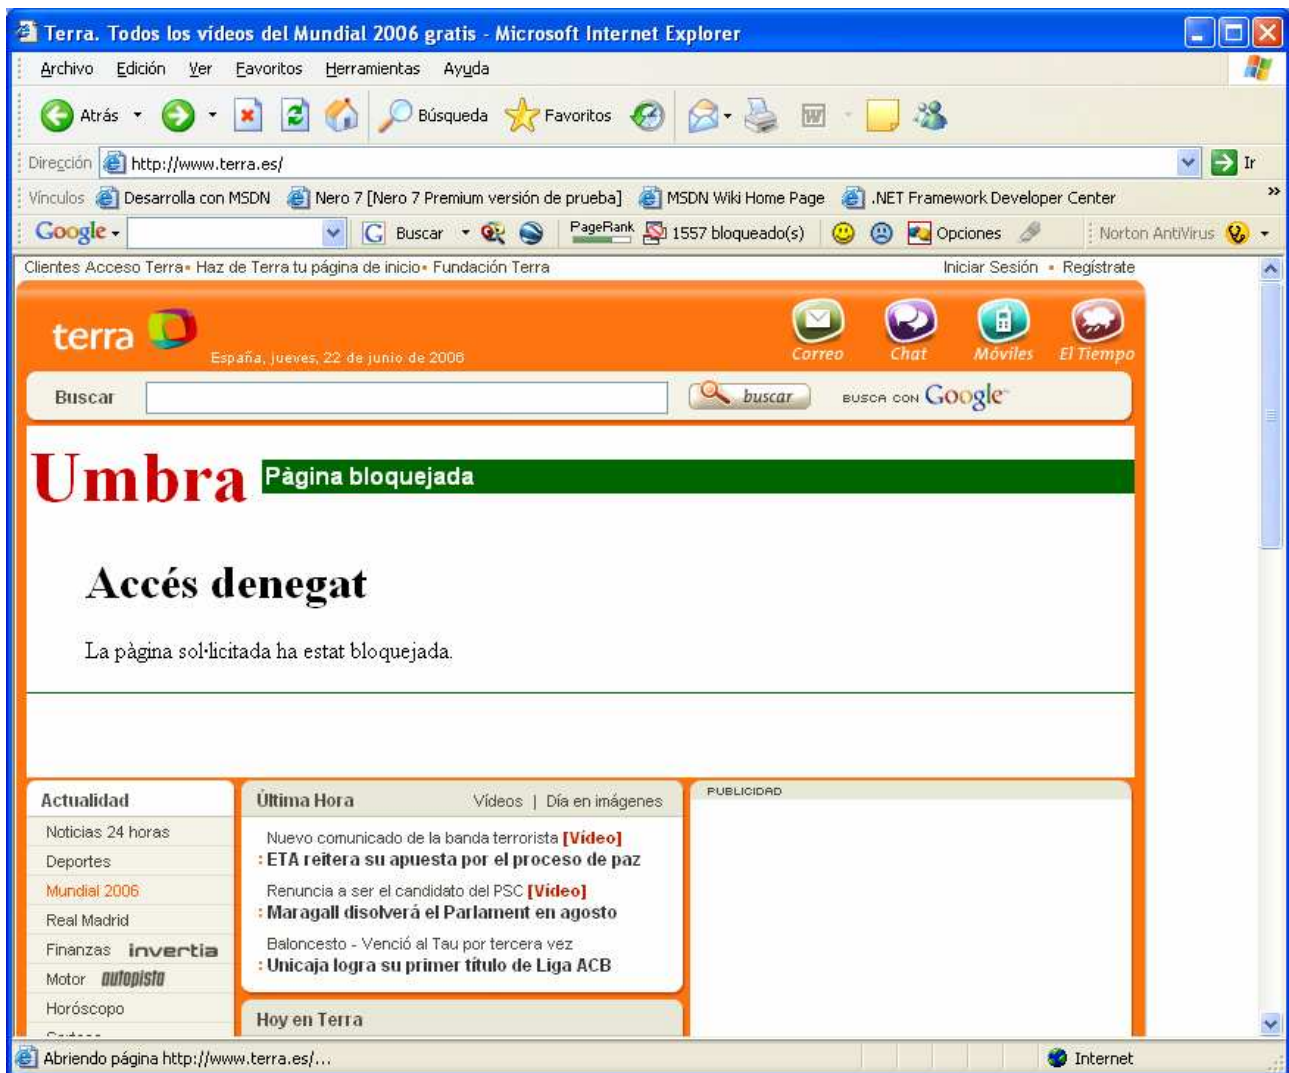 Terra. Todos los vídeos del Mundial 2006 gratis - Microsoft Internet Explorer
Archivo Edición Ver Favoritos Herramientas Ayuda
Atrás Búsqueda Favoritos
Dirección http://www.terra.es/ Ir
Vínculos Desarrolla con MSDN Nero 7 [Nero 7 Premium versión de prueba] MSDN Wiki Home Page .NET Framework Developer Center »
Google G Buscar PageRank 1557 bloqueado(s) Opciones Norton AntiVirus
Clientes Acceso Terra• Haz de Terra tu página de inicio• Fundación Terra Iniciar Sesión • Regístrate
terra
España, jueves, 22 de junio de 2006
Correo Chat Móviles El Tiempo
Buscar buscar BUSCA CON Google
Umbra Pàgina bloquejada
Accés denegat
La pàgina sol·licitada ha estat bloquejada.
Actualidad
Noticias 24 horas
Deportes
Mundial 2006
Real Madrid
Finanzas invertia
Motor autopista
Horóscopo
Última Hora Vídeos | Día en imágenes
Nuevo comunicado de la banda terrorista [Vídeo]
: ETA reitera su apuesta por el proceso de paz
Renuncia a ser el candidato del PSC [Vídeo]
: Maragall disolverá el Parlament en agosto
Baloncesto - Venció al Tau por tercera vez
: Unicaja logra su primer título de Liga ACB
Hoy en Terra
PUBLICIDAD
Abriendo página http://www.terra.es/... Internet